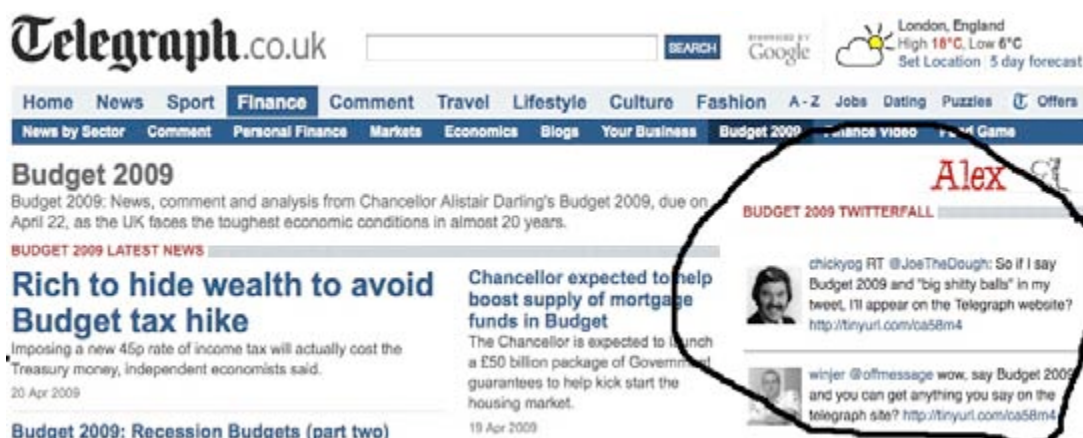 Telegraph.co.uk
SEARCH
POWERED BY
Google
London, England
High 18°C, Low 6°C
Set Location | 5 day forecast
Home News Sport Finance Comment Travel Lifestyle Culture Fashion A - Z Jobs Dating Puzzles Offers
News by Sector Comment Personal Finance Markets Economics Blogs Your Business Budget 2009 Finance Video Game
Budget 2009
Budget 2009: News, comment and analysis from Chancellor Alistair Darling's Budget 2009, due on
April 22, as the UK faces the toughest economic conditions in almost 20 years.
BUDGET 2009 LATEST NEWS
Rich to hide wealth to avoid
Budget tax hike
Imposing a new 45p rate of income tax will actually cost the
Treasury money, independent economists said.
20 Apr 2009
Budget 2009: Recession Budgets (part two)
Chancellor expected to help
boost supply of mortgage
funds in Budget
The Chancellor is expected to launch
a £50 billion package of Government
guarantees to help kick start the
housing market.
19 Apr 2009
Alex
BUDGET 2009 TWITTERFALL
chickyog RT @JoeTheDough: So if I say
Budget 2009 and "big shitty balls" in my
tweet, I'll appear on the Telegraph website?
http://tinyurl.com/ca58m4
winjer @offmessage wow, say Budget 2009
and you can get anything you say on the
telegraph site? http://tinyurl.com/ca58m4